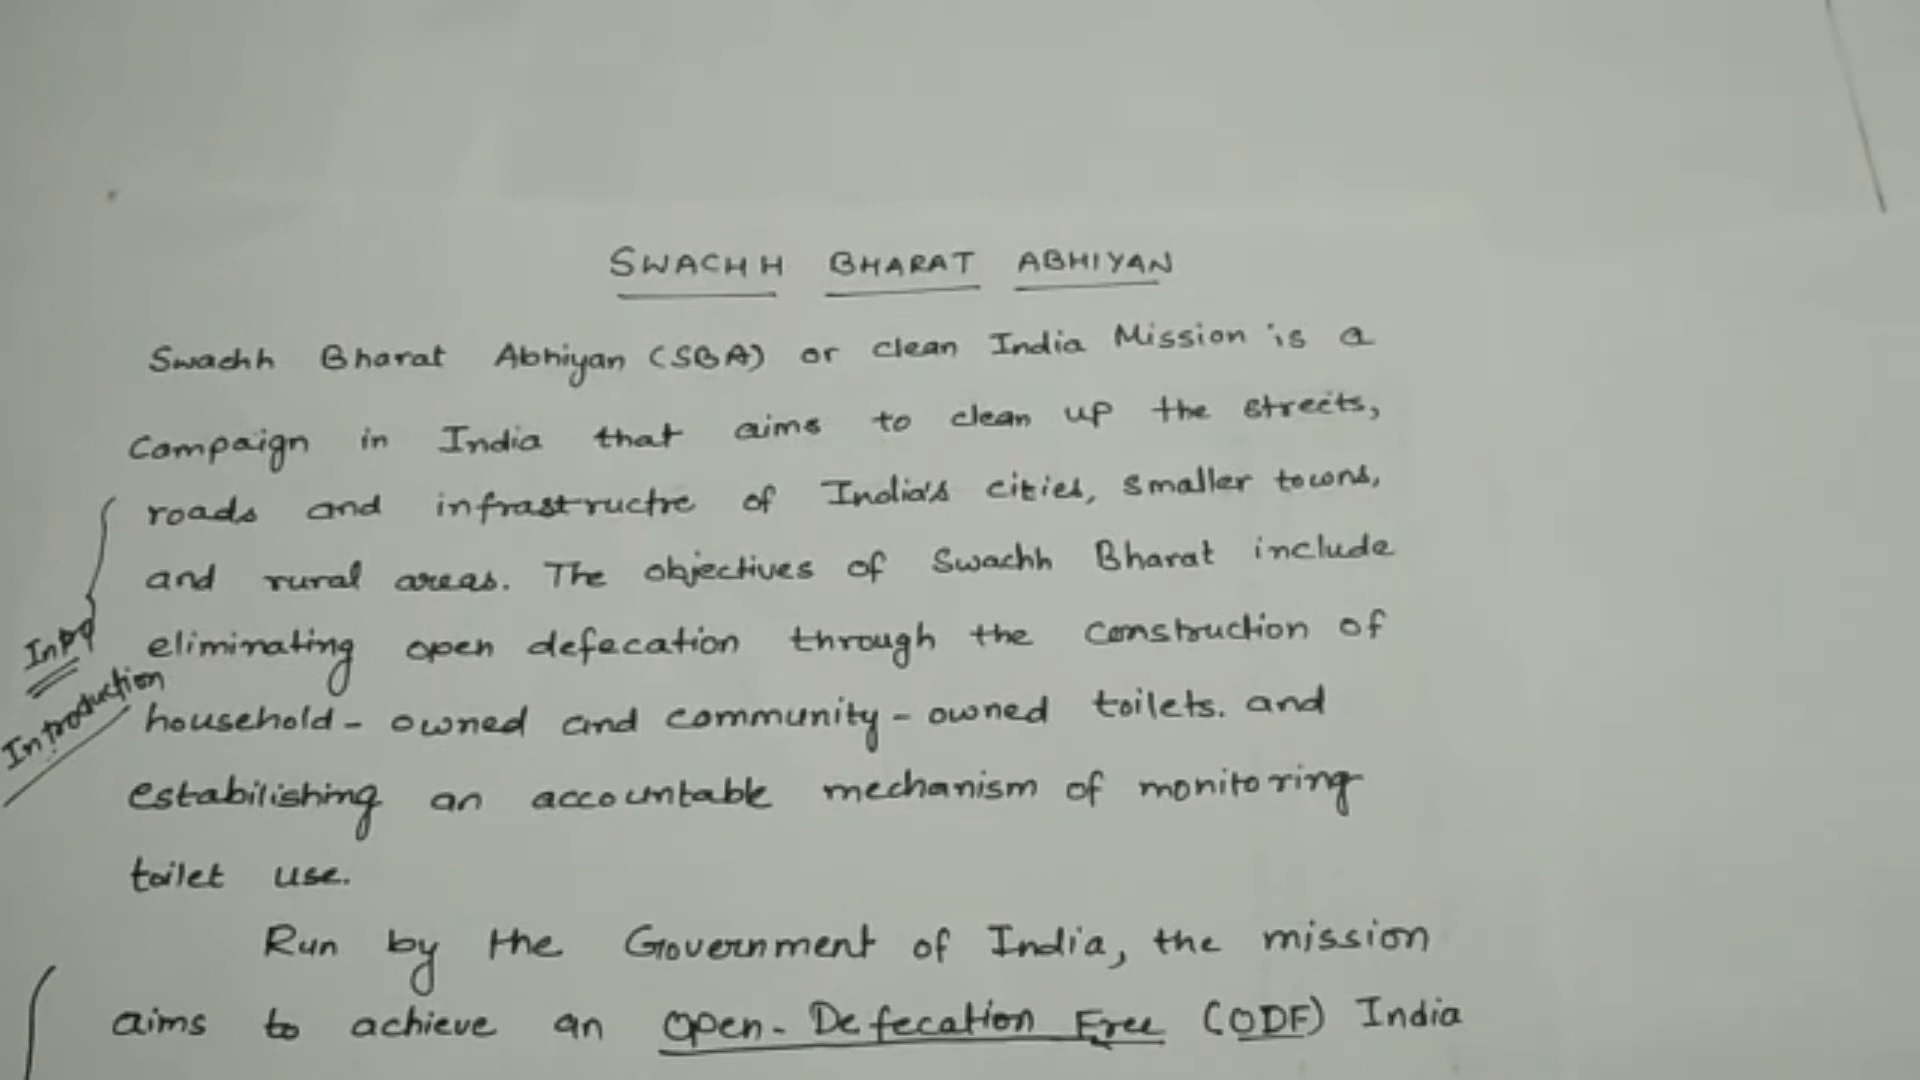 SWACHH BHARAT ABHIYAN
Swachh Bharat Abhiyan (SBA) or clean India Mission is a
Campaign in India that aims to clean up the streets,
roads and infrastructre of India's cities, smaller towns,
and rural areas. The objectives of Swachh Bharat include
eliminating open defecation through the construction of
household - owned and community - owned toilets. and
estabilishing an accountable mechanism of monitoring
toilet use.
Introduction
Run by the Government of India, the mission
aims to achieve an Open - Defecation Free (ODF) India